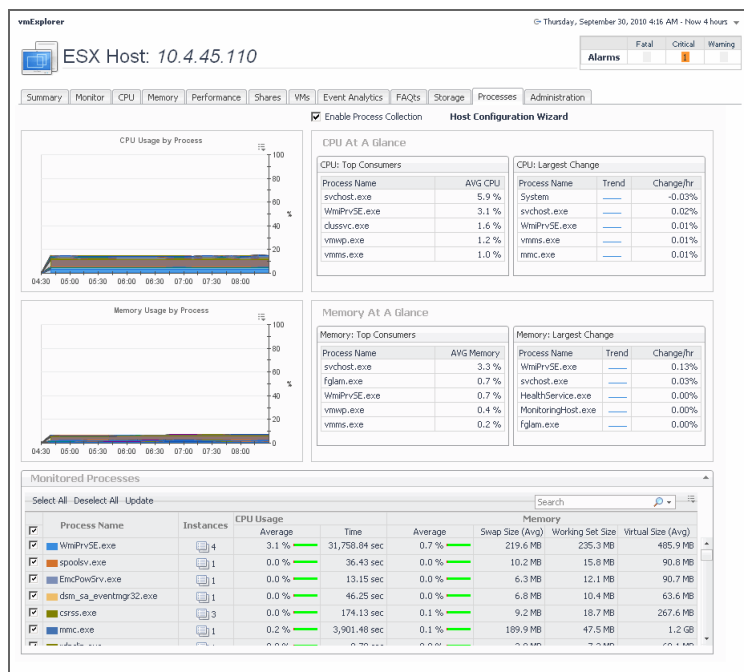 vmExplorer
Thursday, September 30, 2010 4:16 AM - Now 4 hours
ESX Host: 10.4.45.110
Fatal Critical Warning
Alarms 1
Summary Monitor CPU Memory Performance Shares VMs Event Analytics FAQts Storage Processes Administration
Enable Process Collection Host Configuration Wizard
CPU Usage by Process
100
80
60
%
40
20
0
04:30 05:00 05:30 06:00 06:30 07:00 07:30 08:00
CPU At A Glance
CPU: Top Consumers
Process Name AVG CPU
svchost.exe 5.9 %
WmiPrvSE.exe 3.1 %
clussvc.exe 1.6 %
vmwp.exe 1.2 %
vmms.exe 1.0 %
CPU: Largest Change
Process Name Trend Change/hr
System -0.03%
svchost.exe 0.02%
WmiPrvSE.exe 0.01%
vmms.exe 0.01%
mmc.exe 0.01%
Memory Usage by Process
100
80
60
%
40
20
0
04:30 05:00 05:30 06:00 06:30 07:00 07:30 08:00
Memory At A Glance
Memory: Top Consumers
Process Name AVG Memory
svchost.exe 3.3 %
fglam.exe 0.7 %
WmiPrvSE.exe 0.7 %
vmwp.exe 0.4 %
vmms.exe 0.2 %
Memory: Largest Change
Process Name Trend Change/hr
WmiPrvSE.exe 0.13%
svchost.exe 0.03%
HealthService.exe 0.00%
MonitoringHost.exe 0.00%
fglam.exe 0.00%
Monitored Processes
Select All Deselect All Update
Search
CPU Usage Memory
Process Name Instances Average Time Average Swap Size (Avg) Working Set Size Virtual Size (Avg)
WmiPrvSE.exe 4 3.1 % 31,758.84 sec 0.7 % 219.6 MB 235.3 MB 485.9 MB
spoolsv.exe 1 0.0 % 36.43 sec 0.0 % 10.2 MB 15.8 MB 90.8 MB
EmcPowSrv.exe 1 0.0 % 13.15 sec 0.0 % 6.3 MB 12.1 MB 90.7 MB
dsm_sa_eventmgr32.exe 1 0.0 % 46.25 sec 0.0 % 6.8 MB 10.4 MB 63.6 MB
csrss.exe 3 0.0 % 174.13 sec 0.1 % 9.2 MB 18.7 MB 267.6 MB
mmc.exe 1 0.2 % 3,901.48 sec 0.1 % 189.9 MB 47.5 MB 1.2 GB